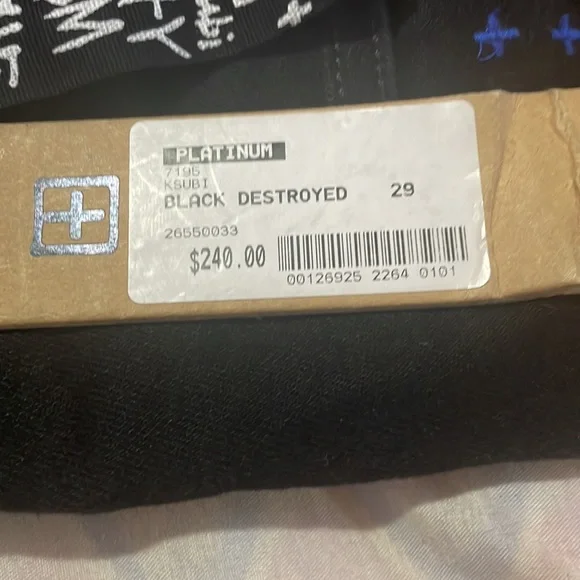 PLATINUM
7195
KSUBI
BLACK DESTROYED 29
26550033
$240.00
00126925 2264 0101